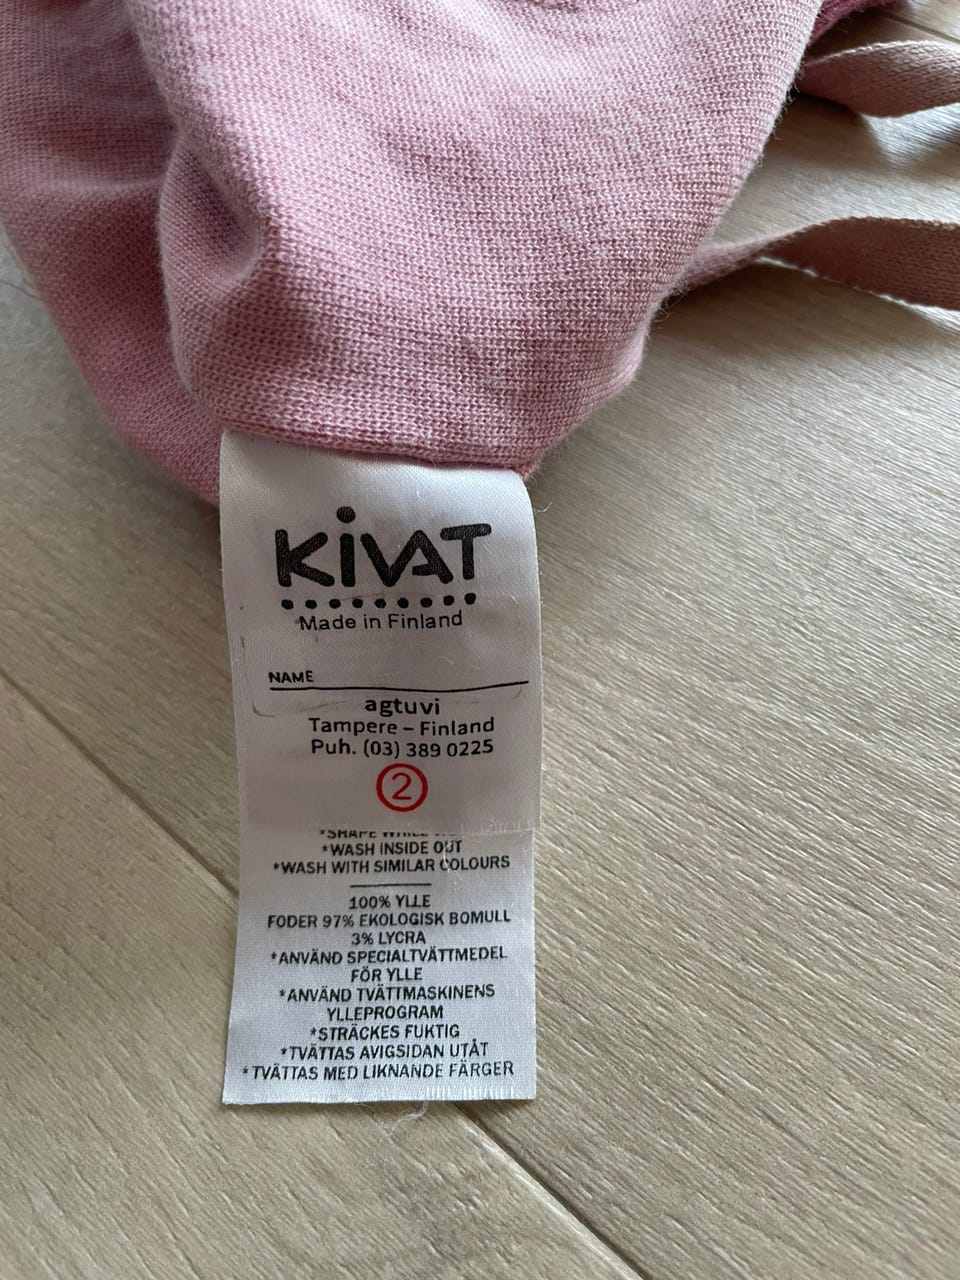 KiVAT
Made in Finland
NAME
agtuvi
Tampere – Finland
Puh. (03) 389 0225
2
*SHAPE WHILE
*WASH INSIDE OUT
*WASH WITH SIMILAR COLOURS
100% YLLE
FODER 97% EKOLOGISK BOMULL
3% LYCRA
*ANVÄND SPECIALTVÄTTMEDEL
FÖR YLLE
*ANVÄND TVÄTTMASKINENS
YLLEPROGRAM
*STRÄCKES FUKTIG
*TVÄTTAS AVIGSIDAN UTÅT
*TVÄTTAS MED LIKNANDE FÄRGER